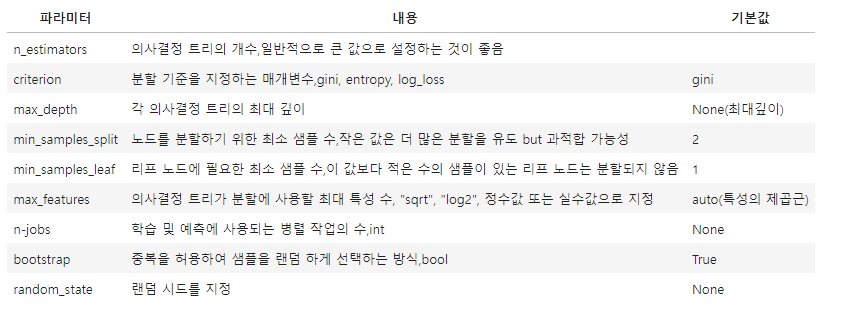 파라미터 내용 기본값
n_estimators 의사결정 트리의 개수,일반적으로 큰 값으로 설정하는 것이 좋음
criterion 분할 기준을 지정하는 매개변수,gini, entropy, log_loss gini
max_depth 각 의사결정 트리의 최대 깊이 None(최대깊이)
min_samples_split 노드를 분할하기 위한 최소 샘플 수,작은 값은 더 많은 분할을 유도 but 과적합 가능성 2
min_samples_leaf 리프 노드에 필요한 최소 샘플 수,이 값보다 적은 수의 샘플이 있는 리프 노드는 분할되지 않음 1
max_features 의사결정 트리가 분할에 사용할 최대 특성 수, "sqrt", "log2", 정수값 또는 실수값으로 지정 auto(특성의 제곱근)
n-jobs 학습 및 예측에 사용되는 병렬 작업의 수,int None
bootstrap 중복을 허용하여 샘플을 랜덤 하게 선택하는 방식,bool True
random_state 랜덤 시드를 지정 None